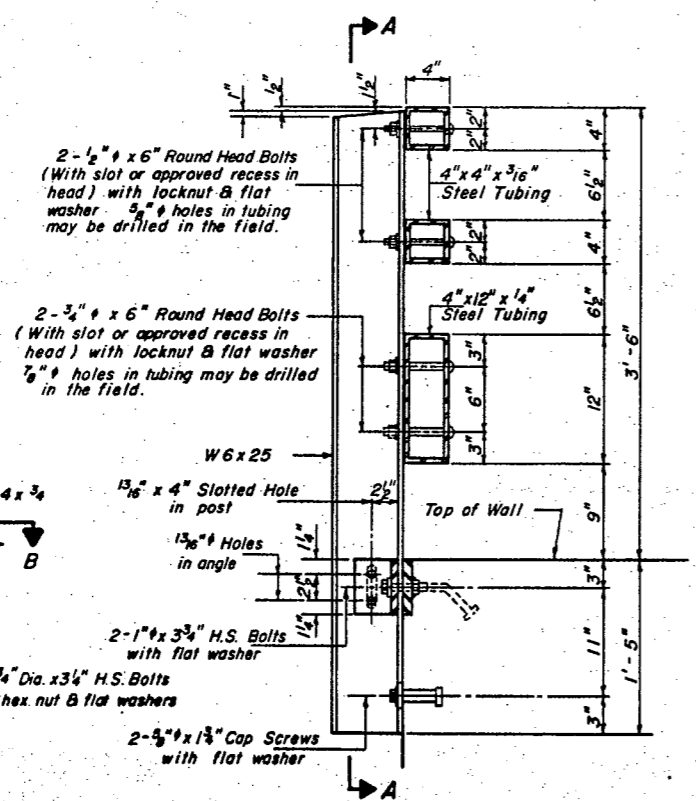 A
4"
1"
1/2"
1 1/2"
2"
2"
4"
2 - 1/2" ϕ x 6" Round Head Bolts
(With slot or approved recess in
head) with locknut & flat
washer 5/8" ϕ holes in tubing
may be drilled in the field.
4"x 4"x 3/16"
Steel Tubing
6 1/2"
2"
2"
4"
6 1/2"
4"x12"x 1/4"
Steel Tubing
2 - 3/4" ϕ x 6" Round Head Bolts
(With slot or approved recess in
head) with locknut & flat washer
7/8" ϕ holes in tubing may be drilled
in the field.
3"
6"
3"
12"
3'-6"
W 6 x 25
4 x 3/4
B
13/16" x 4" Slotted Hole
in post
2 1/2"
Top of Wall
9"
13/16" ϕ Holes
in angle
1 1/4"
2 1/2"
1 1/4"
3"
11"
1'-5"
3"
2 - 1" ϕ x 3 3/4" H.S. Bolts
with flat washer
3/4" Dia. x 3 1/4" H.S. Bolts
hex. nut & flat washers
2 - 5/8" ϕ x 1 3/4" Cap Screws
with flat washer
A